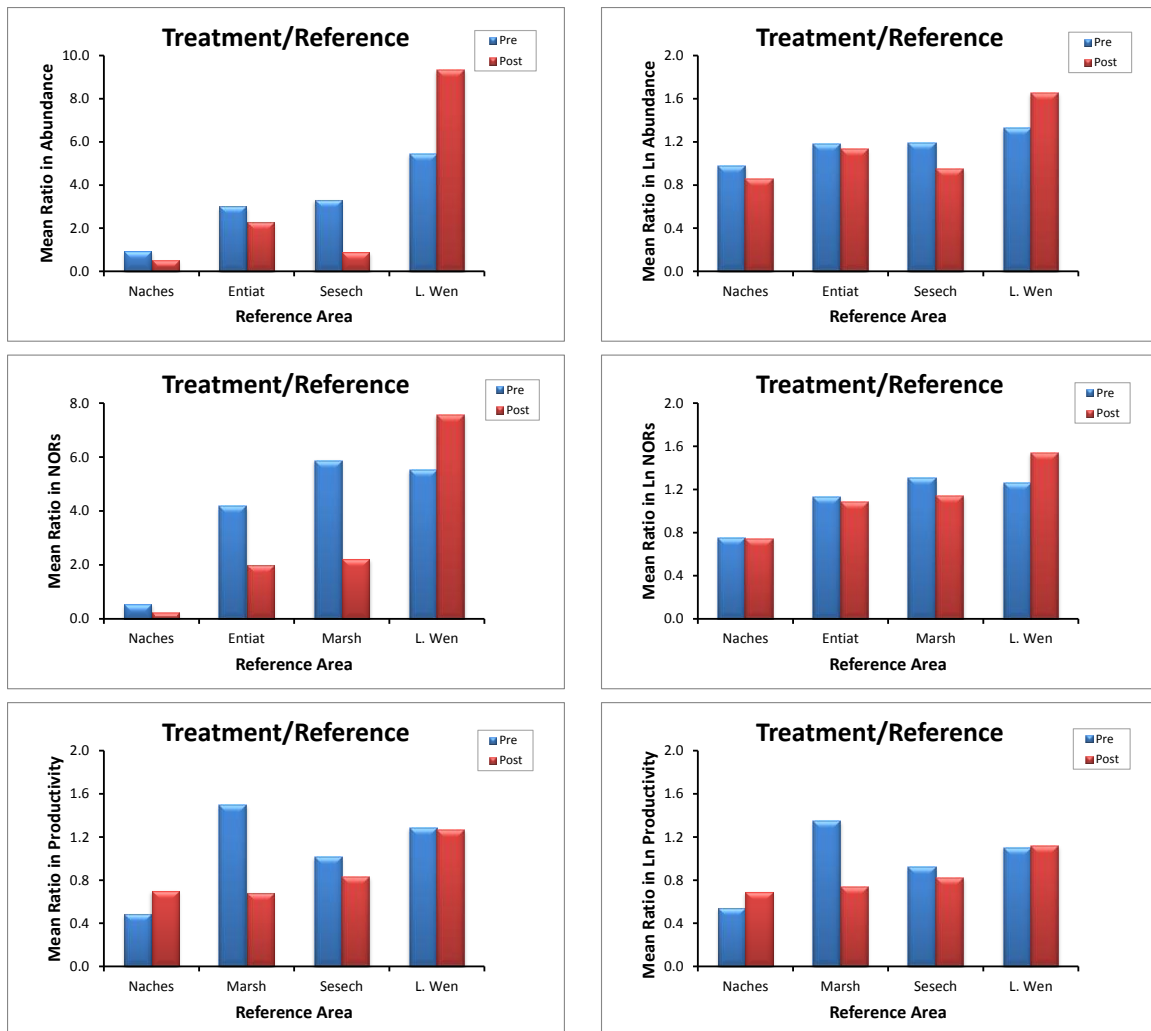 Treatment/Reference
Pre
Post
Mean Ratio in Abundance
10.0
8.0
6.0
4.0
2.0
0.0
Naches Entiat Sesech L. Wen
Reference Area
Treatment/Reference
Pre
Post
Mean Ratio in Ln Abundance
2.0
1.6
1.2
0.8
0.4
0.0
Naches Entiat Sesech L. Wen
Reference Area
Treatment/Reference
Pre
Post
Mean Ratio in NORs
8.0
6.0
4.0
2.0
0.0
Naches Entiat Marsh L. Wen
Reference Area
Treatment/Reference
Pre
Post
Mean Ratio in Ln NORs
2.0
1.6
1.2
0.8
0.4
0.0
Naches Entiat Marsh L. Wen
Reference Area
Treatment/Reference
Pre
Post
Mean Ratio in Productivity
2.0
1.6
1.2
0.8
0.4
0.0
Naches Marsh Sesech L. Wen
Reference Area
Treatment/Reference
Pre
Post
Mean Ratio in Ln Productivity
2.0
1.6
1.2
0.8
0.4
0.0
Naches Marsh Sesech L. Wen
Reference Area